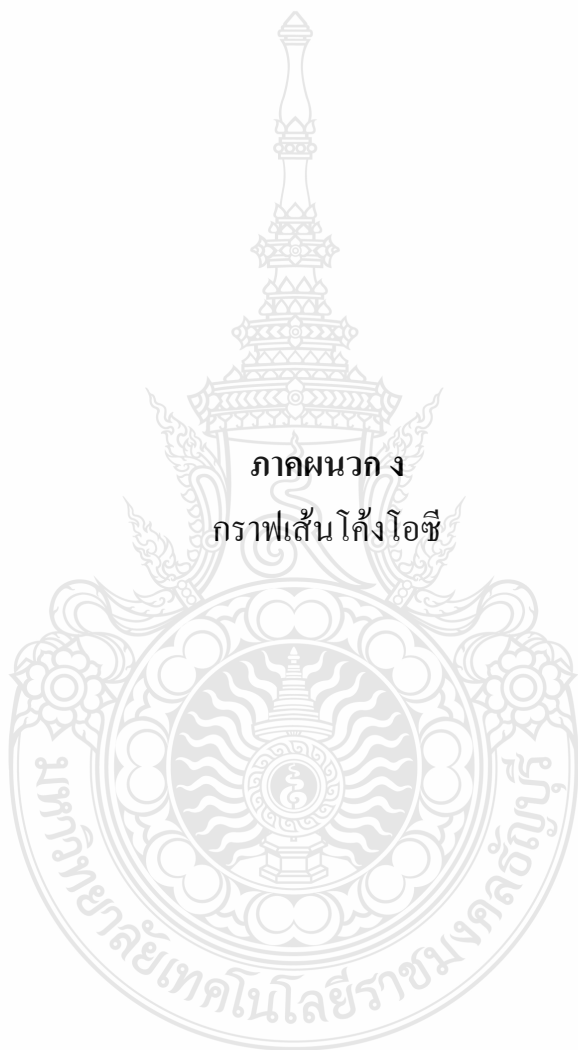 ภาคผนวก ง
กราฟเส้นโค้งโอซี
มหาวิทยาลัยเทคโนโลยีราชมงคลธัญบุรี